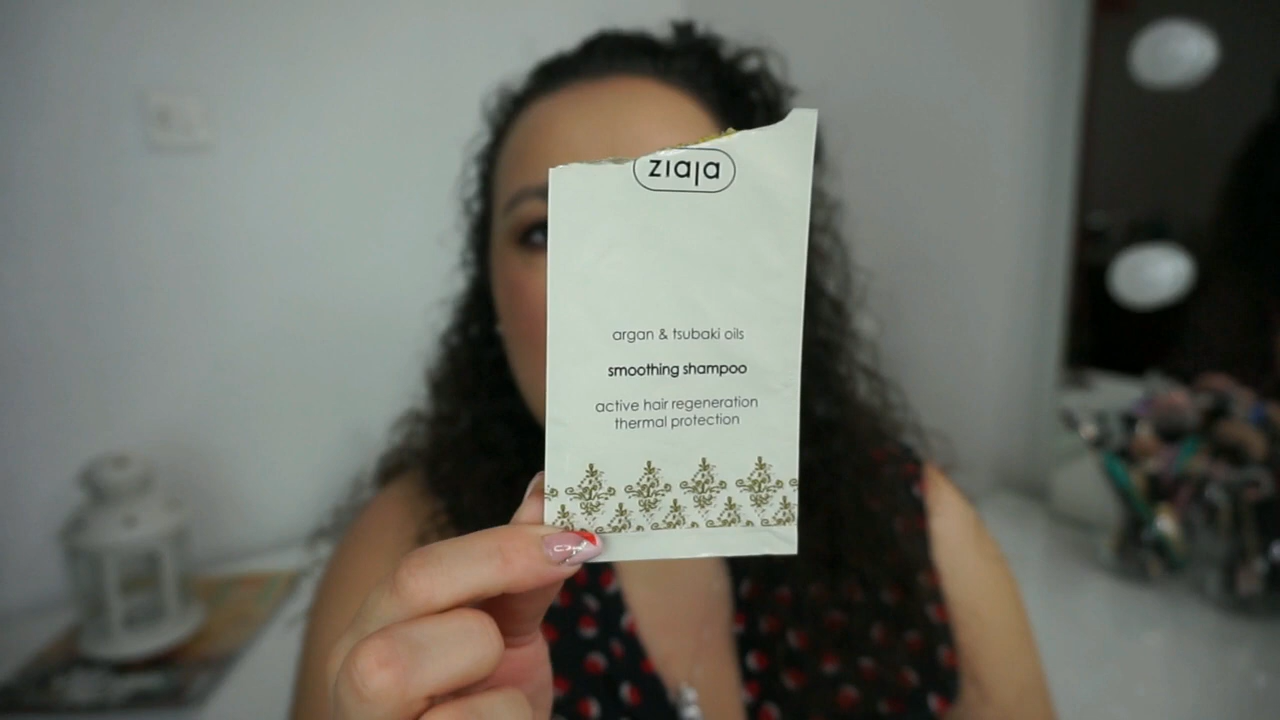 ziaja
argan & tsubaki oils
smoothing shampoo
active hair regeneration
thermal protection